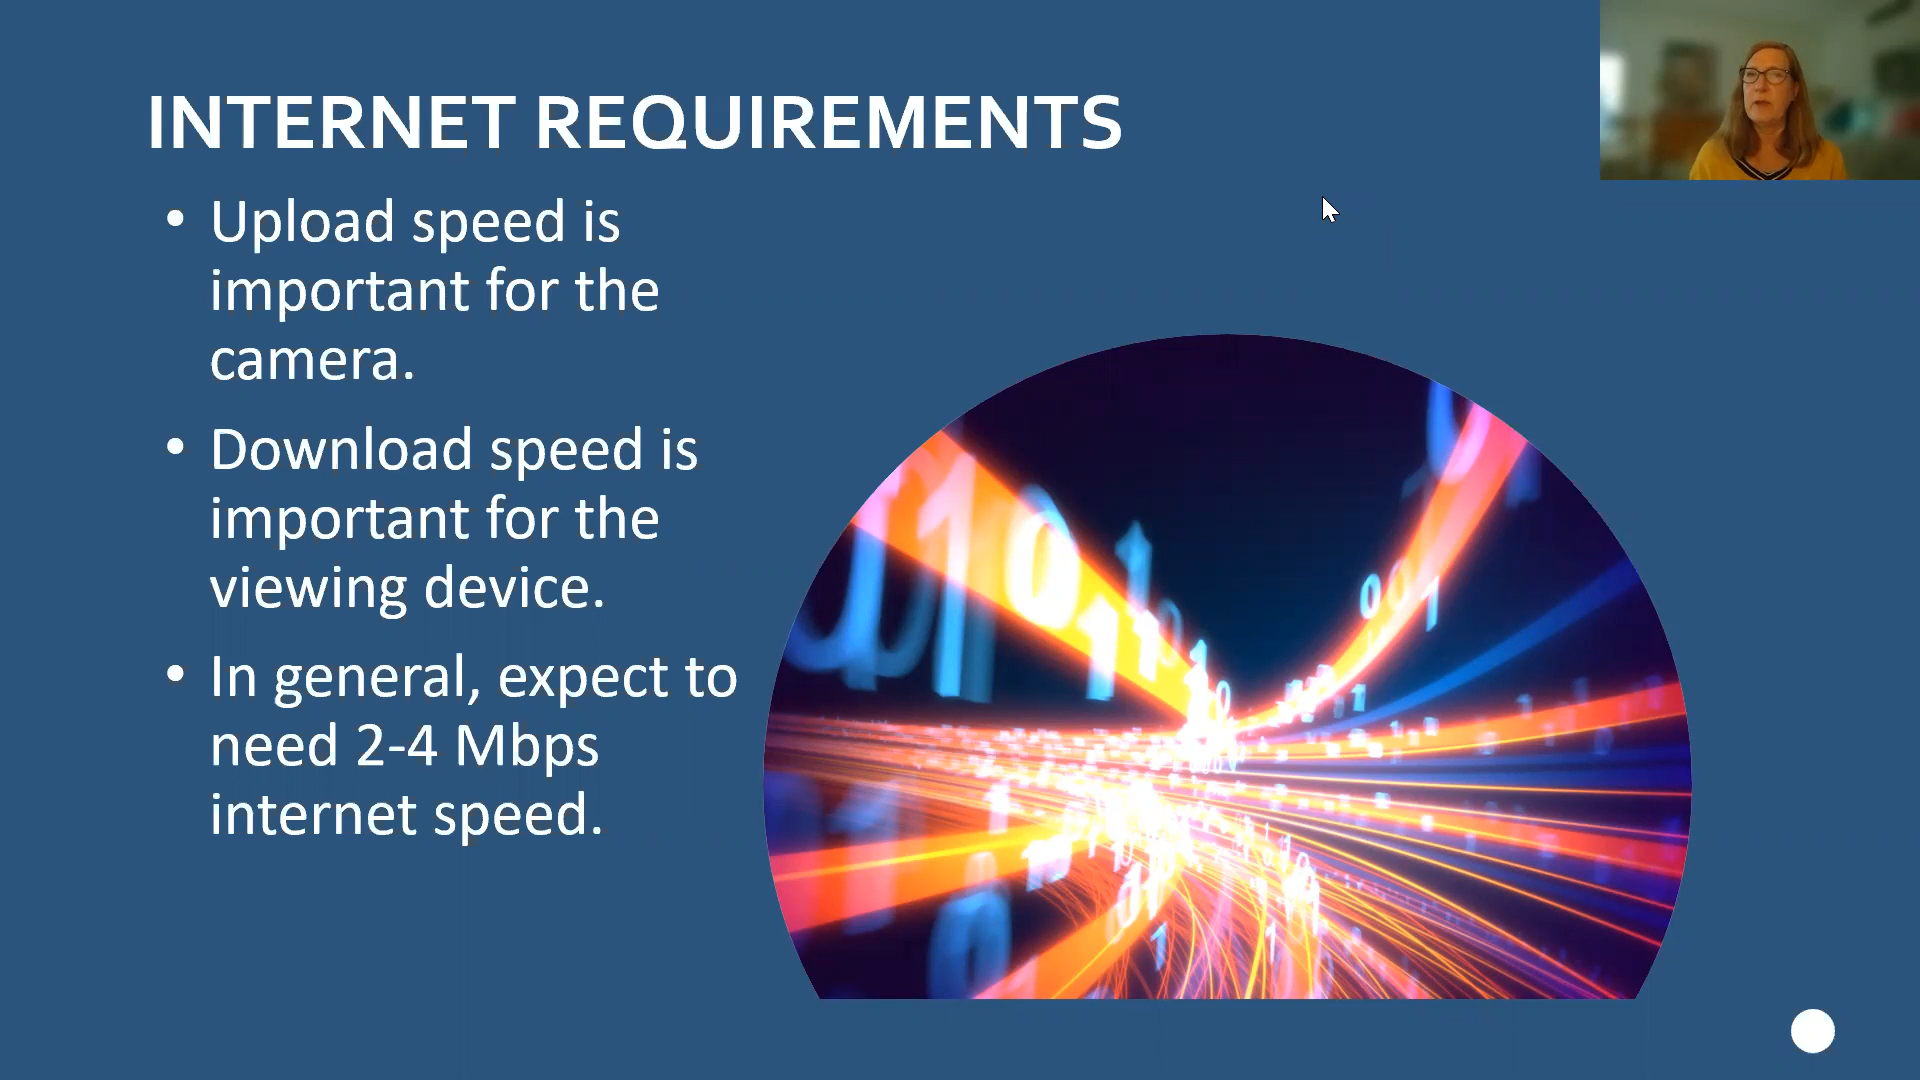 INTERNET REQUIREMENTS
• Upload speed is
important for the
camera.
• Download speed is
important for the
viewing device.
• In general, expect to
need 2-4 Mbps
internet speed.